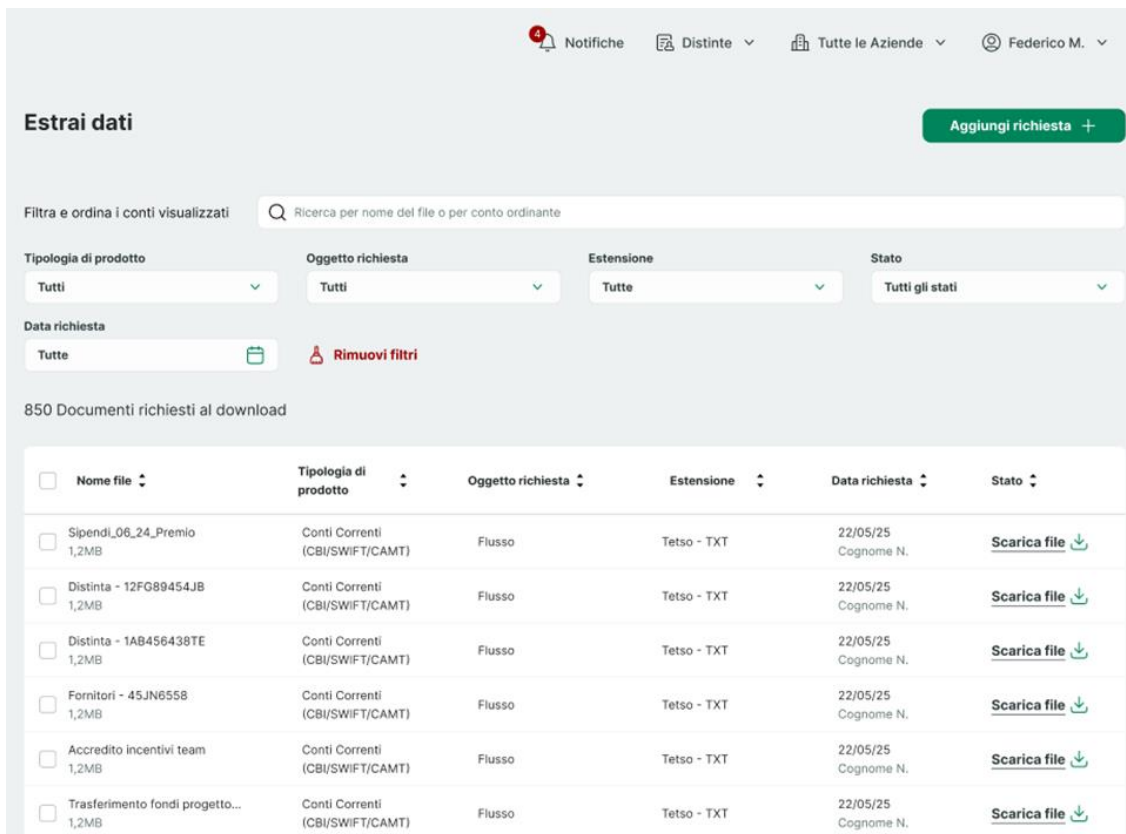 4 Notifiche Distinte Tutte le Aziende Federico M.
Estrai dati
Aggiungi richiesta +
Filtra e ordina i conti visualizzati Ricerca per nome del file o per conto ordinante
Tipologia di prodotto Oggetto richiesta Estensione Stato
Tutti Tutti Tutte Tutti gli stati
Data richiesta
Tutte Rimuovi filtri
850 Documenti richiesti al download
Nome file Tipologia di prodotto Oggetto richiesta Estensione Data richiesta Stato
Sipendi_06_24_Premio Conti Correnti 22/05/25
1,2MB (CBI/SWIFT/CAMT) Flusso Tetso - TXT Cognome N. Scarica file
Distinta - 12FG89454JB Conti Correnti 22/05/25
1,2MB (CBI/SWIFT/CAMT) Flusso Tetso - TXT Cognome N. Scarica file
Distinta - 1AB456438TE Conti Correnti 22/05/25
1,2MB (CBI/SWIFT/CAMT) Flusso Tetso - TXT Cognome N. Scarica file
Fornitori - 45JN6558 Conti Correnti 22/05/25
1,2MB (CBI/SWIFT/CAMT) Flusso Tetso - TXT Cognome N. Scarica file
Accredito incentivi team Conti Correnti 22/05/25
1,2MB (CBI/SWIFT/CAMT) Flusso Tetso - TXT Cognome N. Scarica file
Trasferimento fondi progetto... Conti Correnti 22/05/25
1,2MB (CBI/SWIFT/CAMT) Flusso Tetso - TXT Cognome N. Scarica file